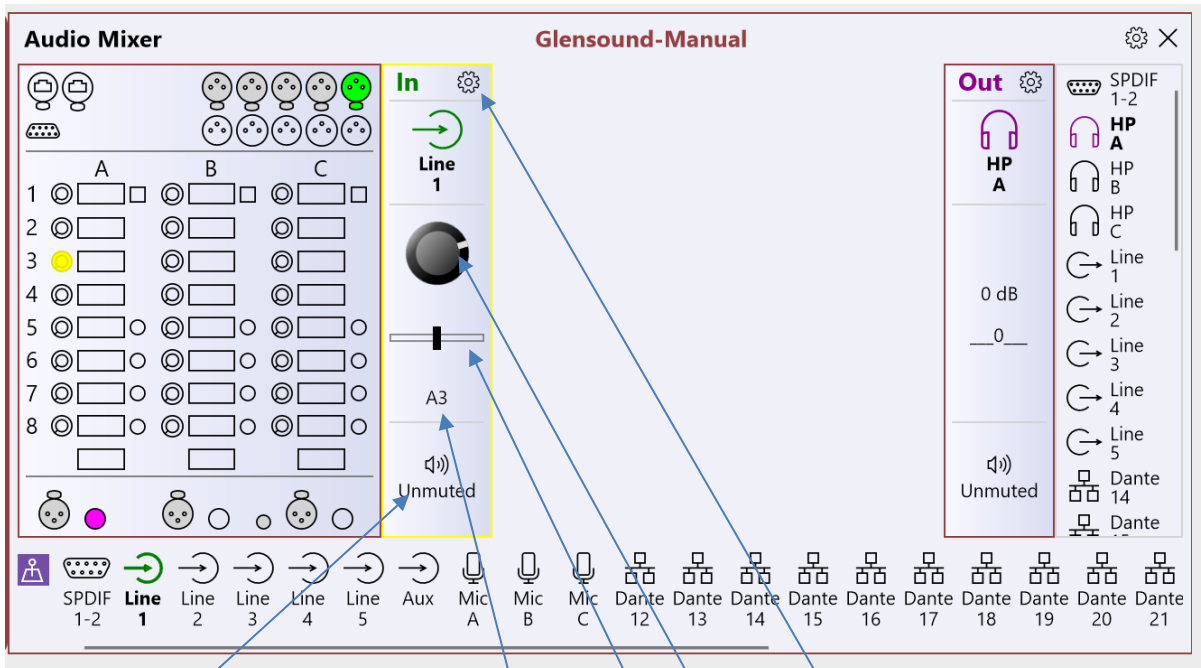 Audio Mixer
Glensound-Manual
A B C
1
2
3
4
5
6
7
8
In
Line
1
A3
Unmuted
Out
HP
A
0 dB
__0__
Unmuted
SPDIF
1-2
HP
A
HP
B
HP
C
Line
1
Line
2
Line
3
Line
4
Line
5
Dante
14
Dante
SPDIF Line Line Line Line Line Aux Mic Mic Mic Dante Dante Dante Dante Dante Dante Dante Dante Dante Dante
1-2 1 2 3 4 5 A B C 12 13 14 15 16 17 18 19 20 21